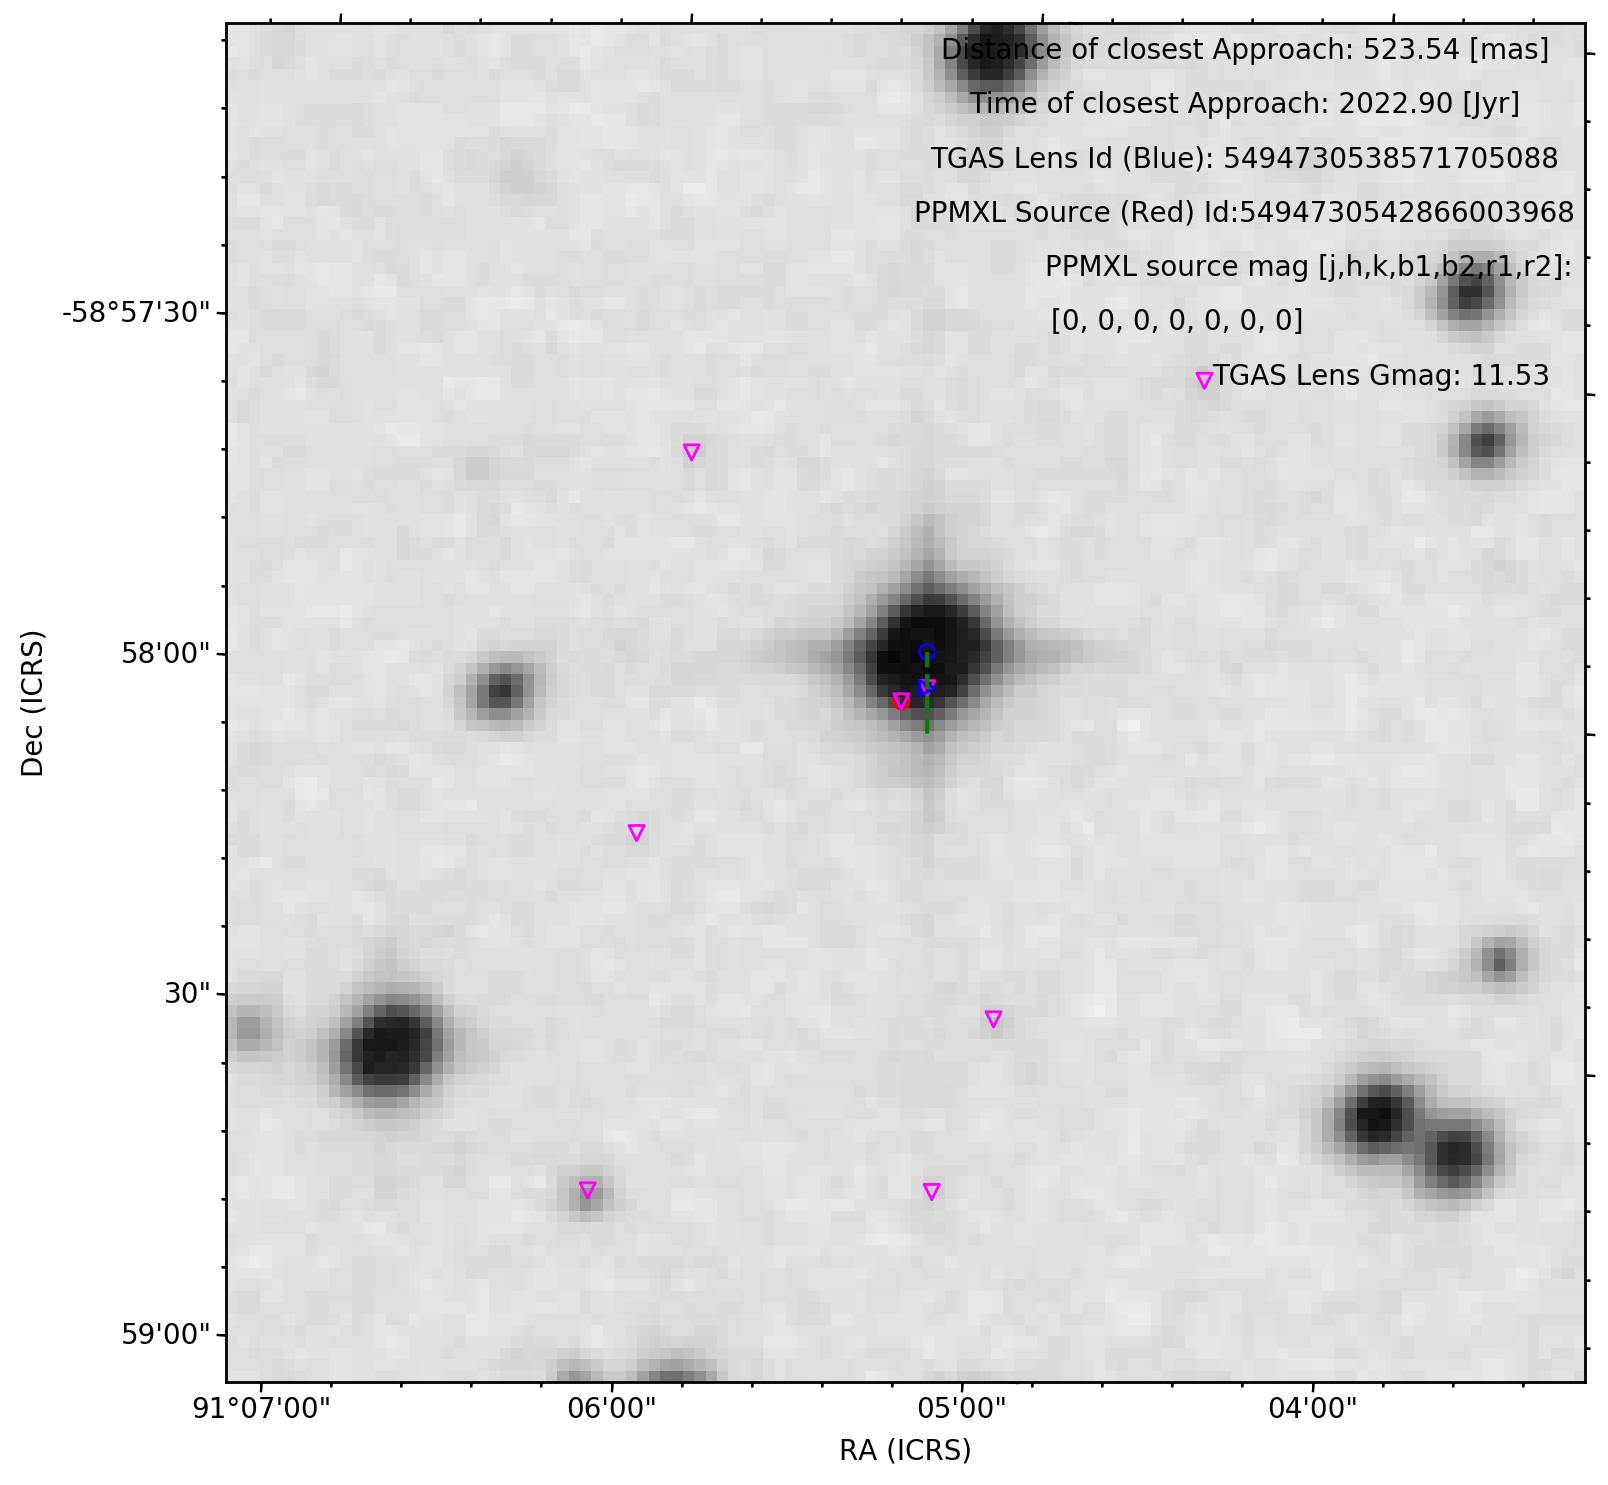 Distance of closest Approach: 523.54 [mas]
Time of closest Approach: 2022.90 [Jyr]
TGAS Lens Id (Blue): 5494730538571705088
PPMXL Source (Red) Id:5494730542866003968
PPMXL source mag [j,h,k,b1,b2,r1,r2]:
[0, 0, 0, 0, 0, 0, 0]
TGAS Lens Gmag: 11.53
-58°57'30"
58'00"
30"
59'00"
Dec (ICRS)
91°07'00"
06'00"
05'00"
04'00"
RA (ICRS)